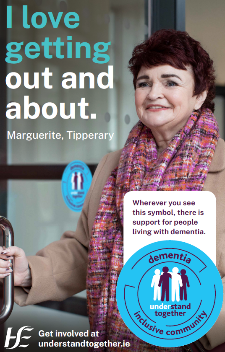 I love
getting
out and
about.
Marguerite, Tipperary
Wherever you see
this symbol, there is
support for people
living with dementia.
dementia
understand
together
inclusive community
Get involved at
understandtogether.ie